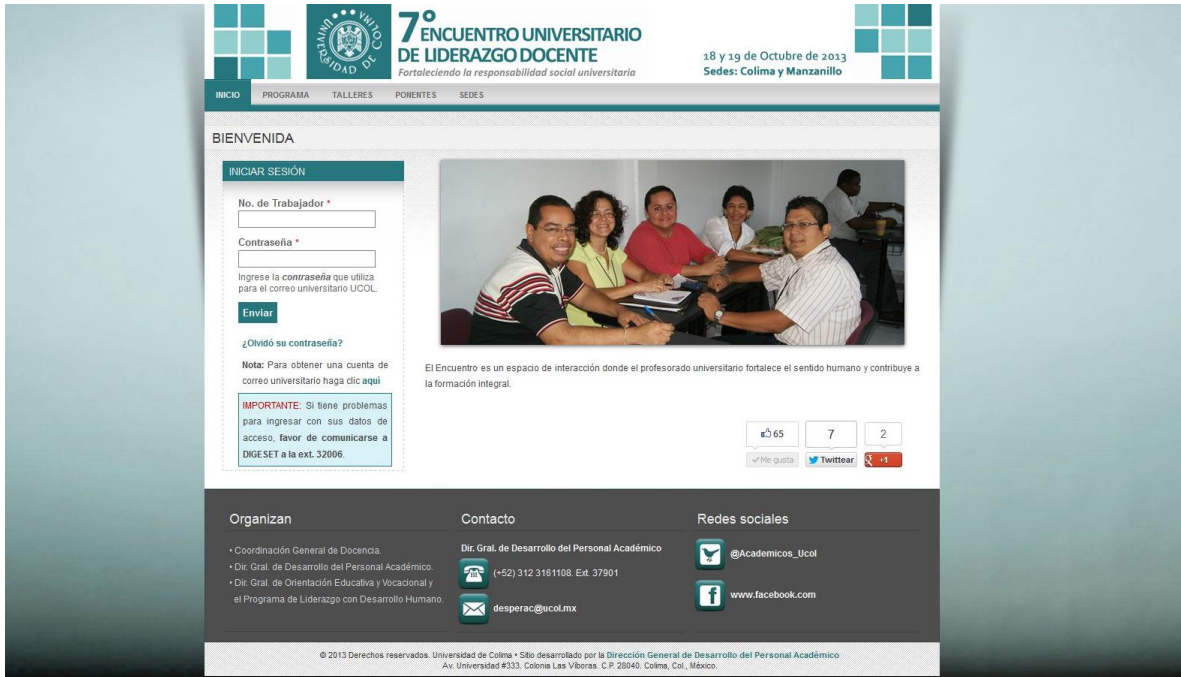 UNIVERSIDAD DE COLIMA
7° ENCUENTRO UNIVERSITARIO
DE LIDERAZGO DOCENTE
Fortaleciendo la responsabilidad social universitaria
18 y 19 de Octubre de 2013
Sedes: Colima y Manzanillo
INICIO PROGRAMA TALLERES PONENTES SEDES
BIENVENIDA
INICIAR SESIÓN
No. de Trabajador *
Contraseña *
Ingrese la contraseña que utiliza
para el correo universitario UCOL.
Enviar
¿Olvidó su contraseña?
Nota: Para obtener una cuenta de
correo universitario haga clic aquì
IMPORTANTE: Si tiene problemas
para ingresar con sus datos de
acceso, favor de comunicarse a
DIGESET a la ext. 32006.
El Encuentro es un espacio de interacción donde el profesorado universitario fortalece el sentido humano y contribuye a
la formación integral.
65 7 2
Me gusta Twittear +1
Organizan
• Coordinación General de Docencia.
• Dir. Gral. de Desarrollo del Personal Académico.
• Dir. Gral. de Orientación Educativa y Vocacional y
el Programa de Liderazgo con Desarrollo Humano.
Contacto
Dir. Gral. de Desarrollo del Personal Académico
(+52) 312 3161108. Ext. 37901
desperac@ucol.mx
Redes sociales
@Academicos_Ucol
www.facebook.com
© 2013 Derechos reservados. Universidad de Colima • Sitio desarrollado por la Dirección General de Desarrollo del Personal Académico
Av. Universidad #333. Colonia Las Víboras. C.P. 28040. Colima, Col., México.